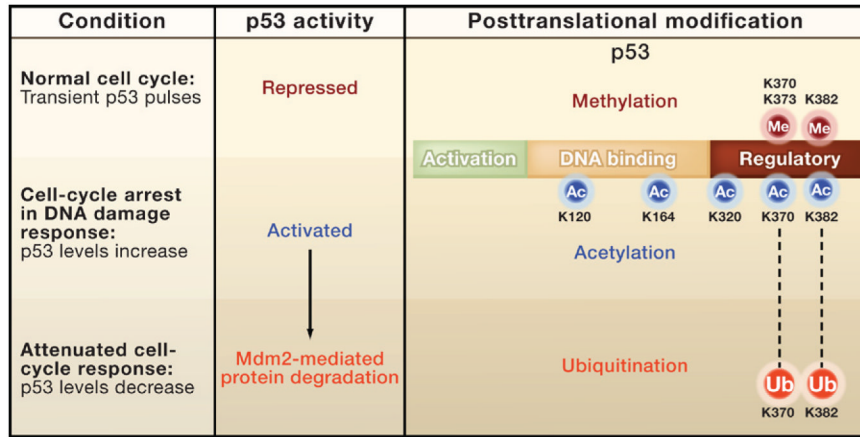 Condition
p53 activity
Posttranslational modification
p53
Normal cell cycle:
Transient p53 pulses
Repressed
Methylation
K370
K373 K382
Me Me
Activation DNA binding Regulatory
Ac Ac Ac Ac Ac
K120 K164 K320 K370 K382
Cell-cycle arrest
in DNA damage
response:
p53 levels increase
Activated
Acetylation
Attenuated cell-
cycle response:
p53 levels decrease
Mdm2-mediated
protein degradation
Ubiquitination
Ub Ub
K370 K382